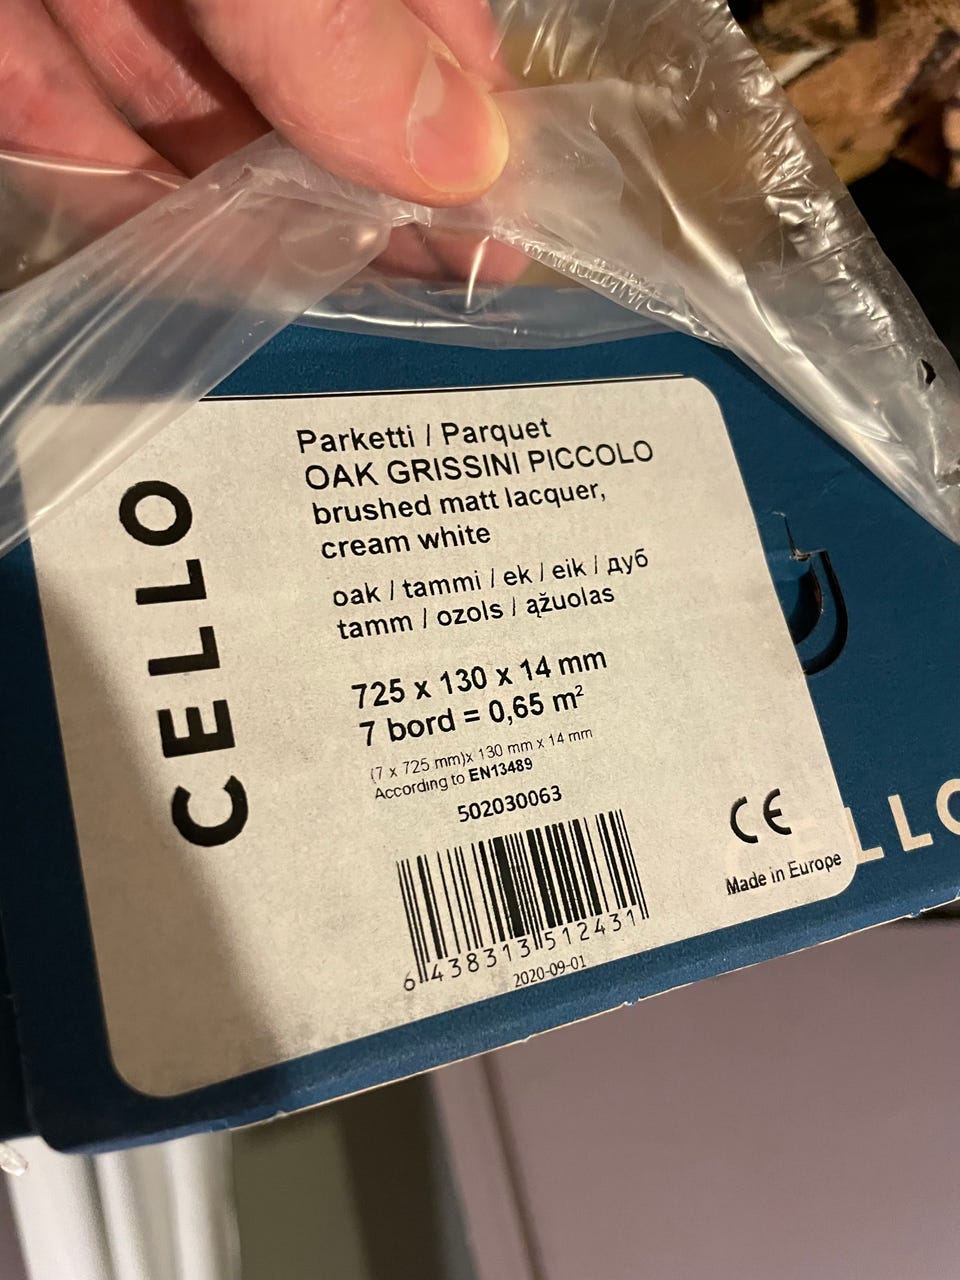 CELLO
Parketti / Parquet
OAK GRISSINI PICCOLO
brushed matt lacquer,
cream white
oak / tammi / ek / eik / дуб
tamm / ozols / ąžuolas
725 x 130 x 14 mm
7 bord = 0,65 m²
(7 x 725 mm)x 130 mm x 14 mm
According to EN13489
502030063
6 438313 512431
2020-09-01
CE
Made in Europe
LLO